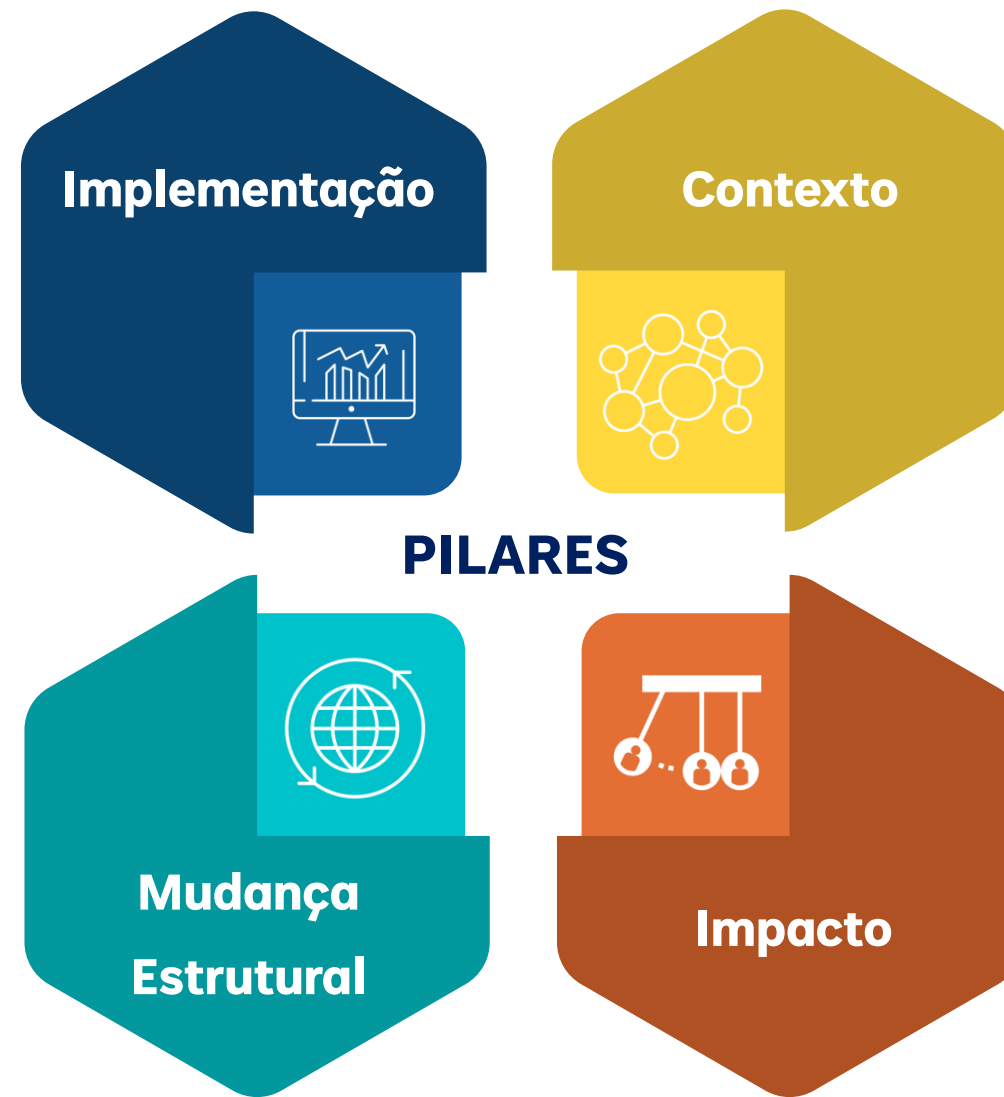 Implementação
Contexto
PILARES
Mudança
Estrutural
Impacto